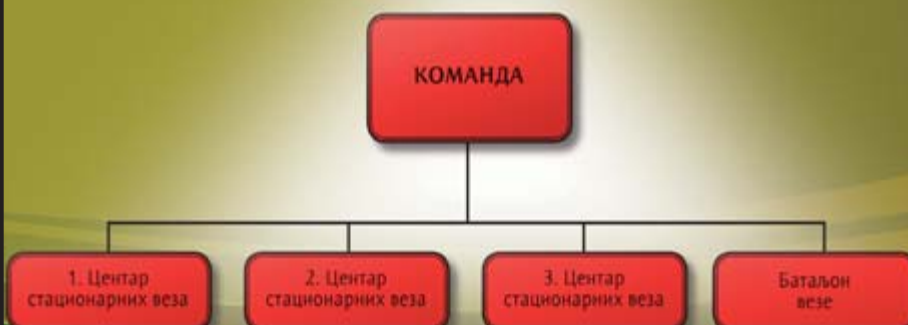 КОМАНДА
1. Центар
стационарних веза
2. Центар
стационарних веза
3. Центар
стационарних веза
Батаљон
везе